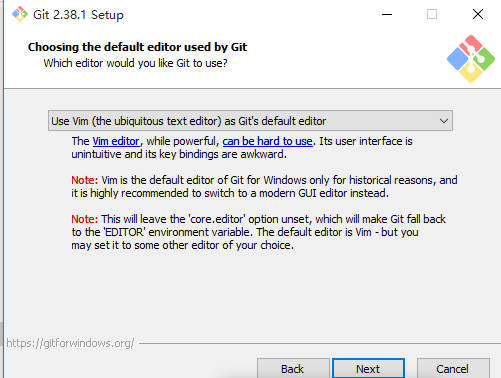 Git 2.38.1 Setup
Choosing the default editor used by Git
Which editor would you like Git to use?
Use Vim (the ubiquitous text editor) as Git's default editor
The Vim editor, while powerful, can be hard to use. Its user interface is
unintuitive and its key bindings are awkward.
Note: Vim is the default editor of Git for Windows only for historical reasons, and
it is highly recommended to switch to a modern GUI editor instead.
Note: This will leave the 'core.editor' option unset, which will make Git fall back
to the 'EDITOR' environment variable. The default editor is Vim - but you
may set it to some other editor of your choice.
https://gitforwindows.org/
Back
Next
Cancel